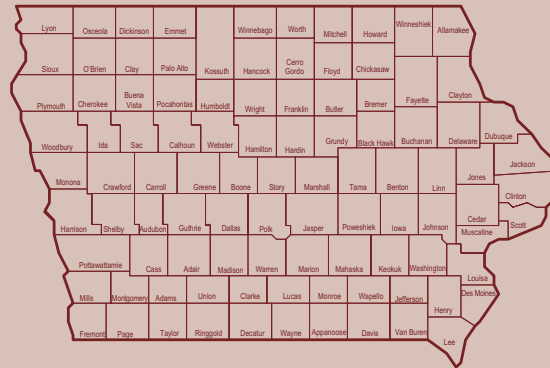 Lyon Osceola Dickinson Emmet Winnebago Worth Mitchell Howard Winneshiek Allamakee
Sioux O'Brien Clay Palo Alto Kossuth Hancock Cerro Gordo Floyd Chickasaw
Plymouth Cherokee Buena Vista Pocahontas Humboldt Wright Franklin Butler Bremer Fayette Clayton
Woodbury Ida Sac Calhoun Webster Hamilton Hardin Grundy Black Hawk Buchanan Delaware Dubuque
Monona Crawford Carroll Greene Boone Story Marshall Tama Benton Linn Jones Jackson
Clinton
Harrison Shelby Audubon Guthrie Dallas Polk Jasper Poweshiek Iowa Johnson Cedar Scott
Muscatine
Pottawattamie Cass Adair Madison Warren Marion Mahaska Keokuk Washington Louisa
Mills Montgomery Adams Union Clarke Lucas Monroe Wapello Jefferson Henry Des Moines
Fremont Page Taylor Ringgold Decatur Wayne Appanoose Davis Van Buren Lee